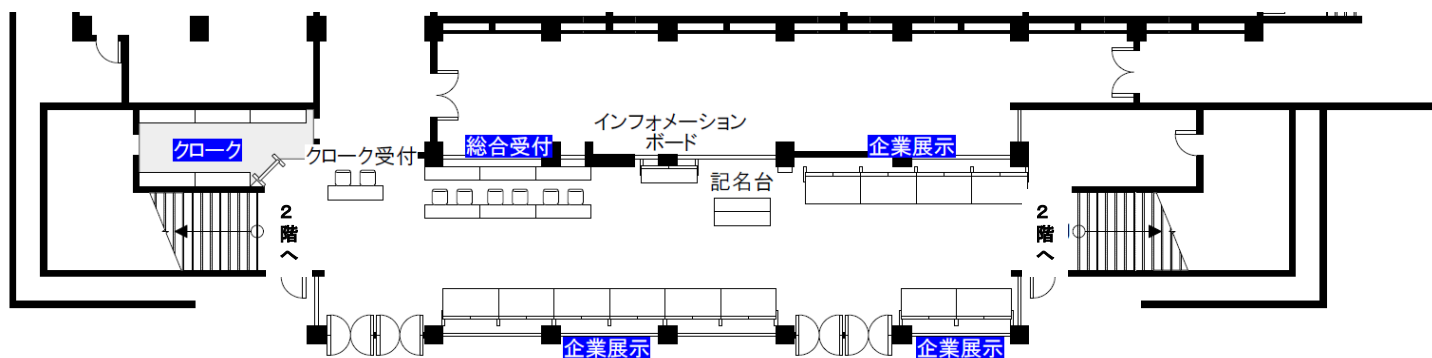 インフォメーション
ボード
クローク
クローク受付
総合受付
企業展示
記名台
2階へ
2階へ
企業展示
企業展示